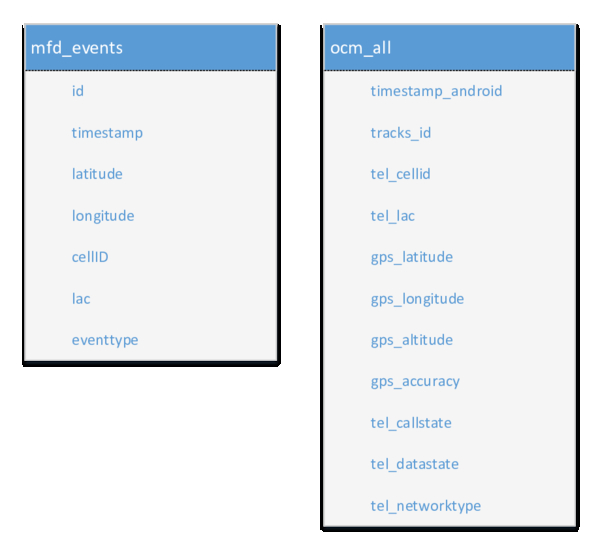 mfd_events
id
timestamp
latitude
longitude
cellID
lac
eventtype
ocm_all
timestamp_android
tracks_id
tel_cellid
tel_lac
gps_latitude
gps_longitude
gps_altitude
gps_accuracy
tel_callstate
tel_datastate
tel_networktype